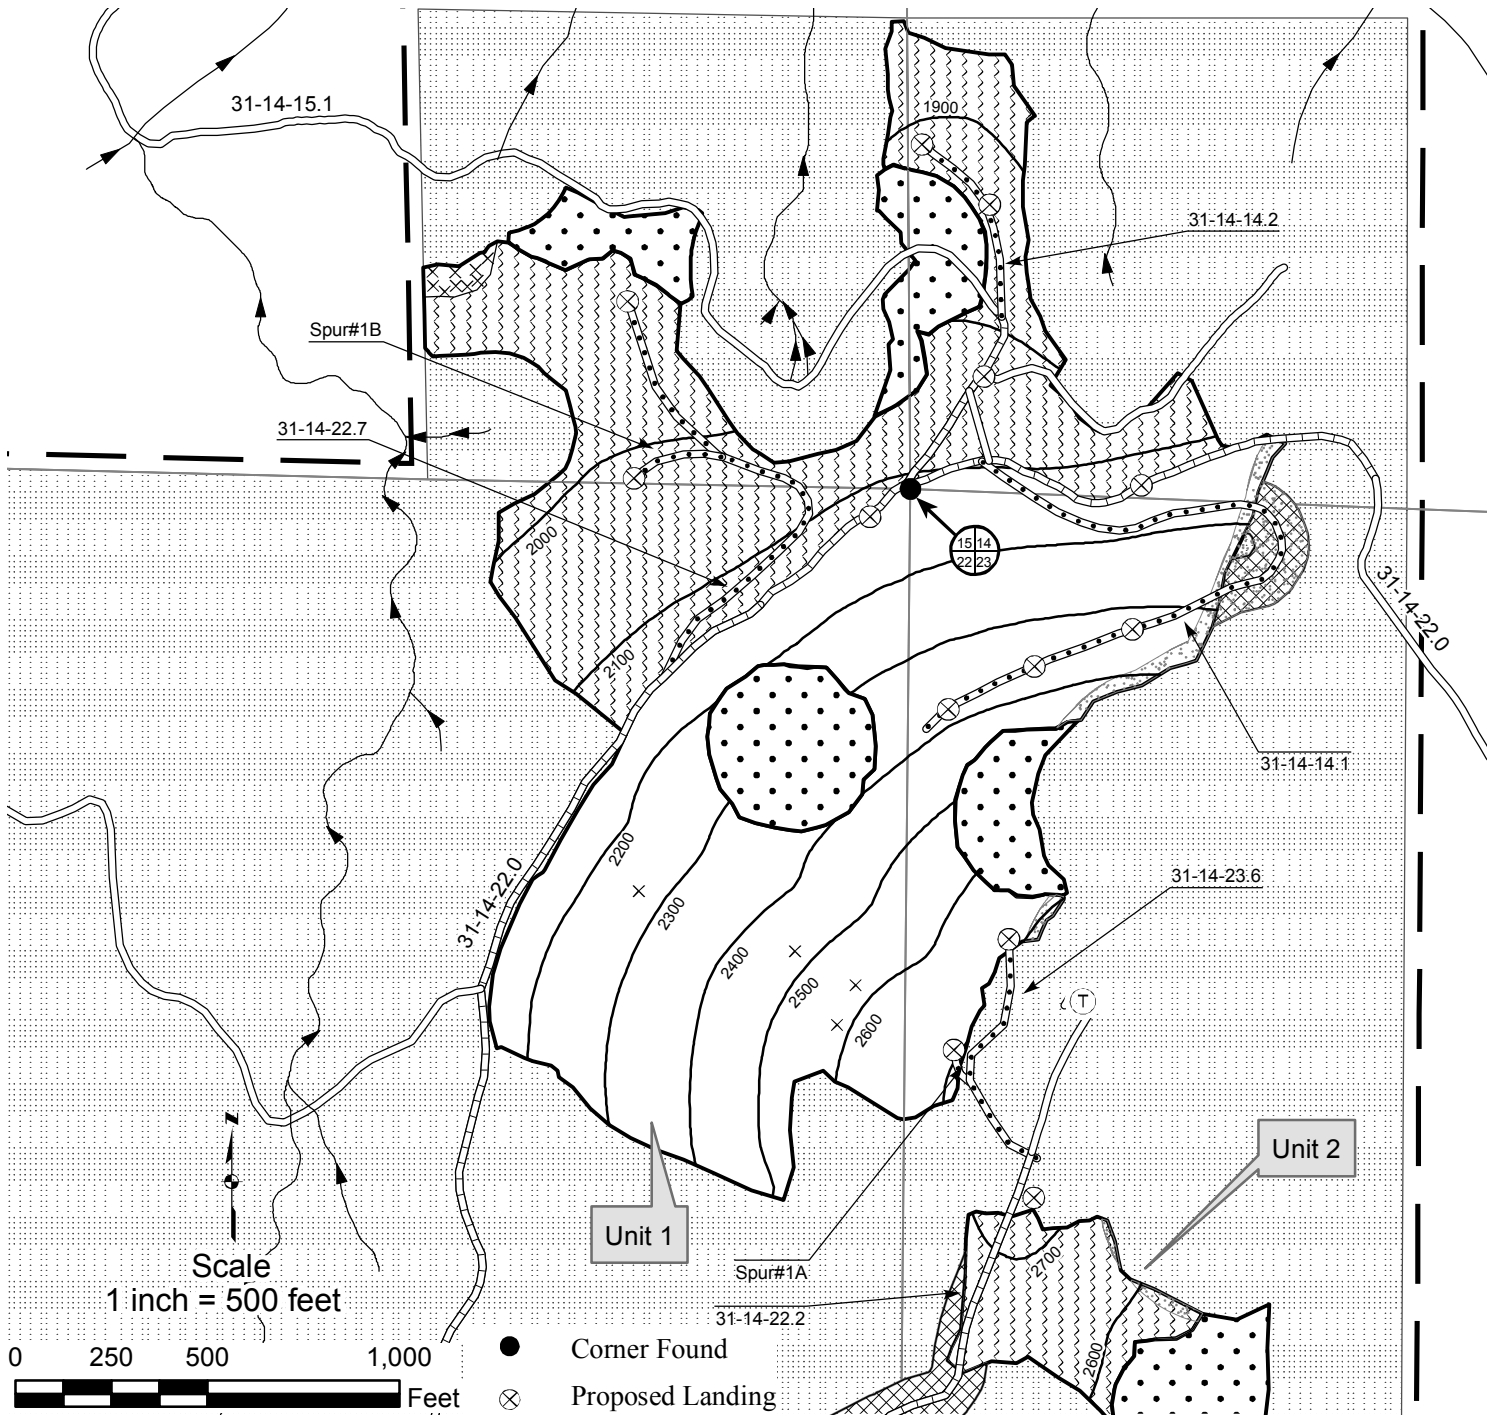 31-14-15.1
1900
31-14-14.2
Spur#1B
31-14-22.7
2000
15 14
22 23
31-14-22.0
2100
31-14-14.1
2200
31-14-22.0
2300
31-14-23.6
2400
2500
T
2600
N
Unit 2
Unit 1
2700
Scale
Spur#1A
1 inch = 500 feet
31-14-22.2
Corner Found
2600
0 250 500 1,000
Feet
Proposed Landing